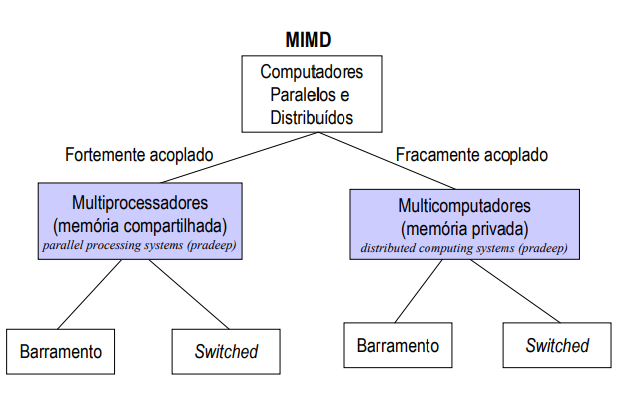 MIMD
Computadores
Paralelos e
Distribuídos
Fortemente acoplado
Fracamente acoplado
Multiprocessadores
(memória compartilhada)
parallel processing systems (pradeep)
Multicomputadores
(memória privada)
distributed computing systems (pradeep)
Barramento
Switched
Barramento
Switched